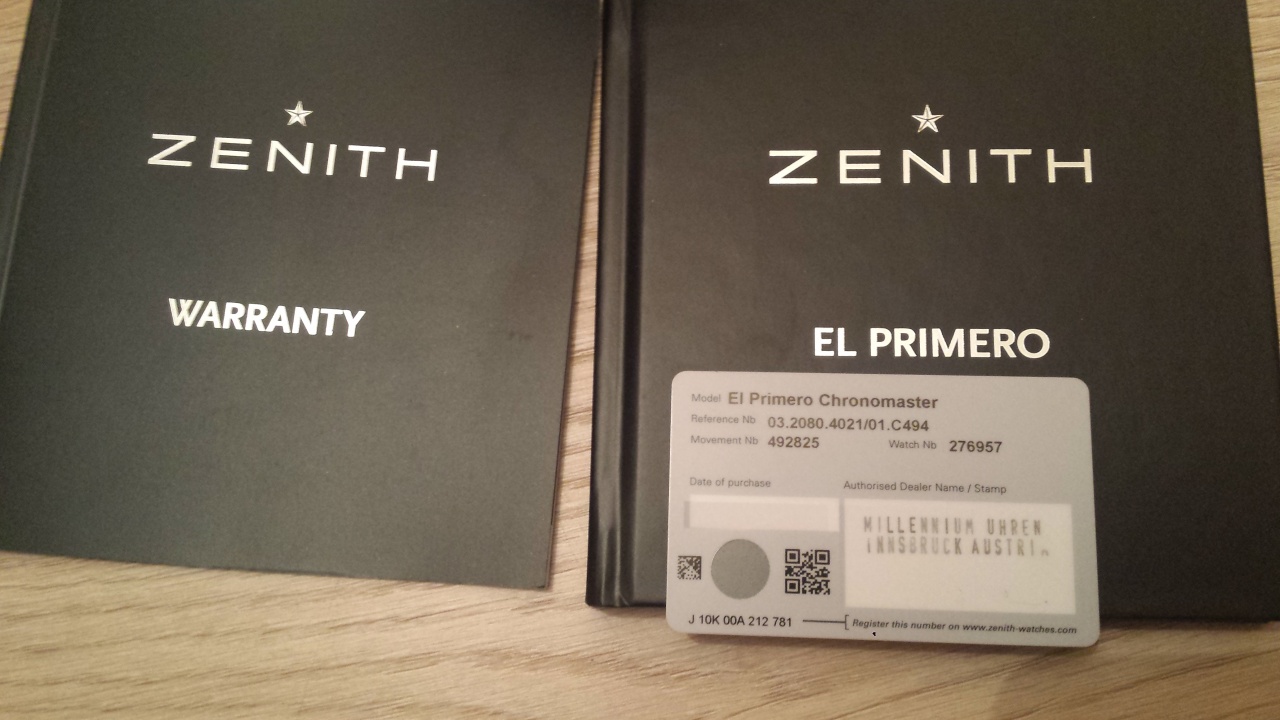 ZENITH
WARRANTY
ZENITH
EL PRIMERO
Model El Primero Chronomaster
Reference Nb 03.2080.4021/01.C494
Movement Nb 492825 Watch Nb 276957
Date of purchase Authorised Dealer Name / Stamp
MILLENNIUM UHREN
INNSBRUCK
J 10K 00A 212 781 Register this number on www.zenith-watches.com